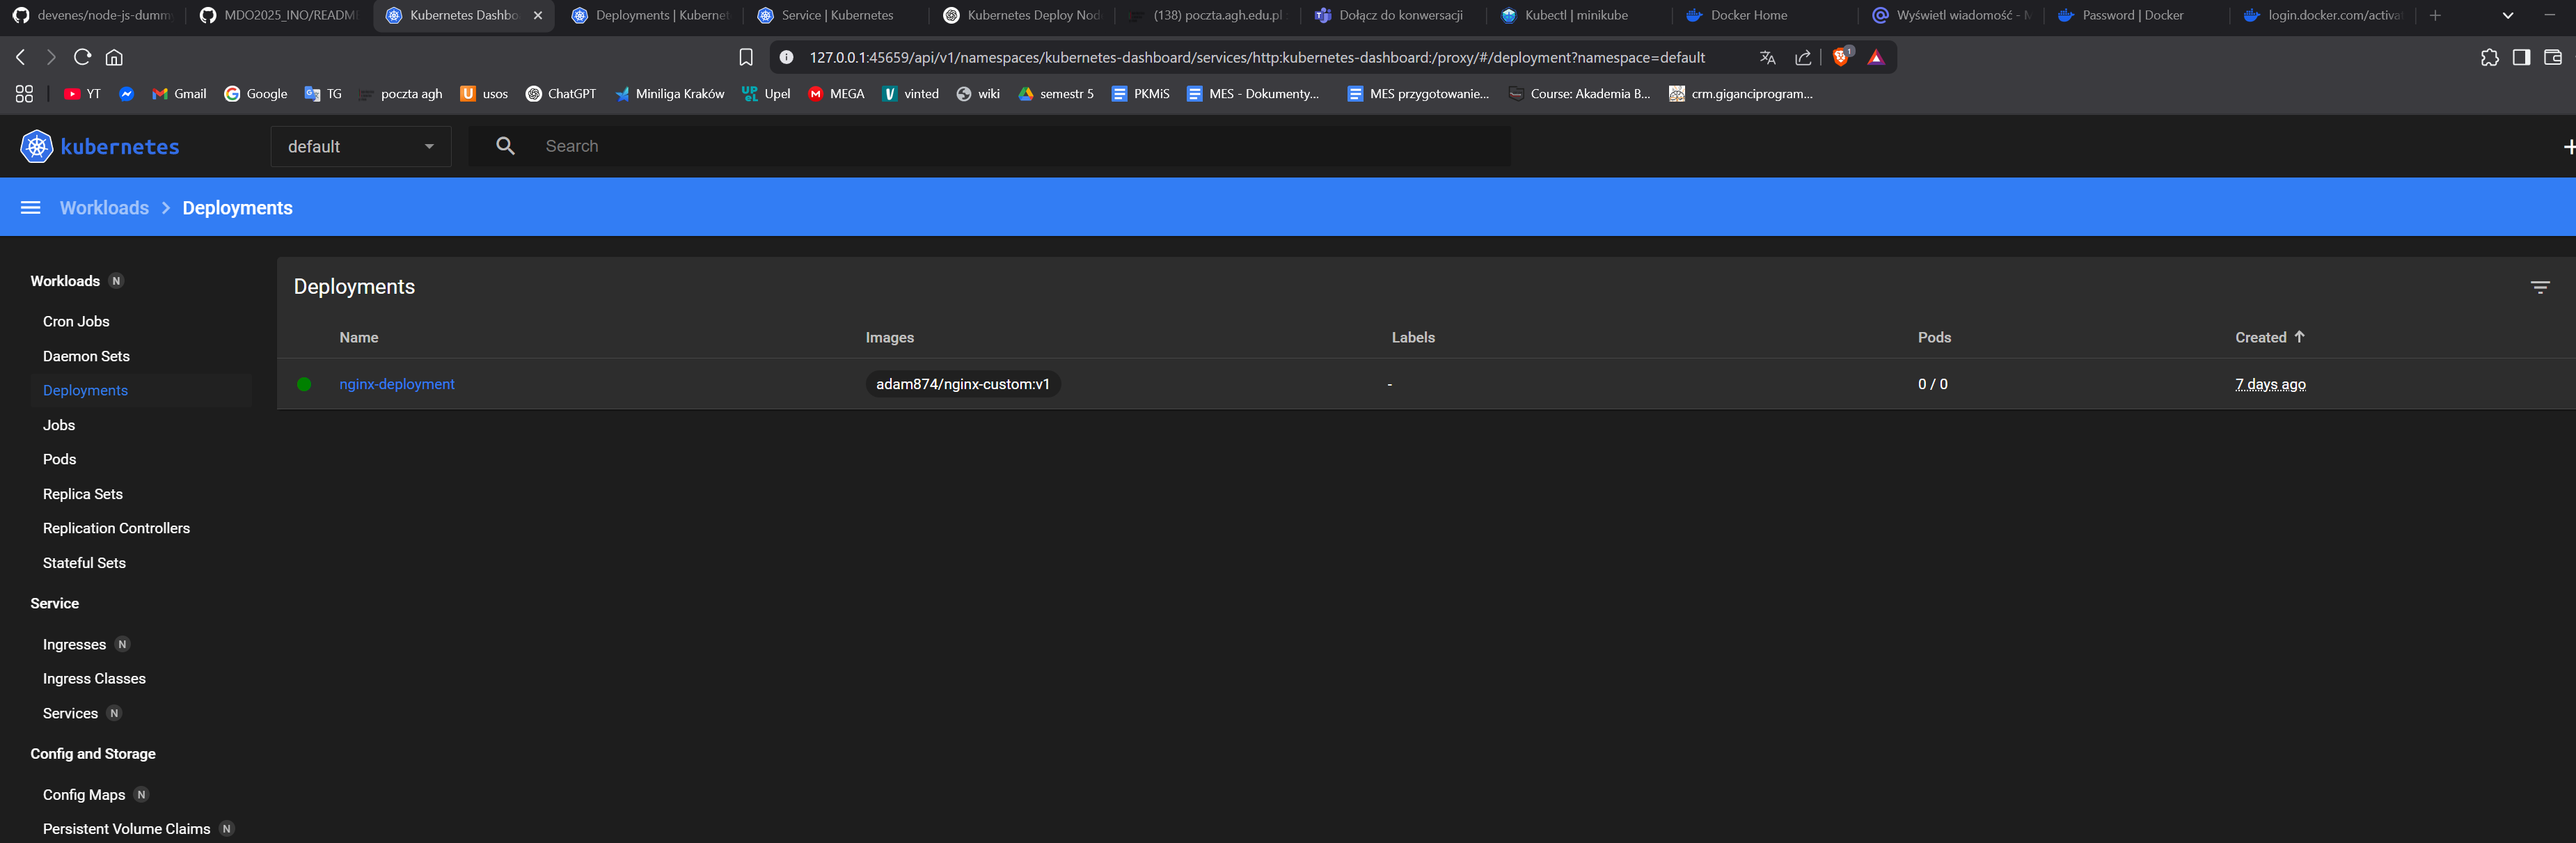 devenes/node-js-dumm
MDO2025_INO/READM
Kubernetes Dashbo
Deployments | Kubernet
Service | Kubernetes
Kubernetes Deploy Nod
(138) poczta.agh.edu.pl
Dołącz do konwersacji
Kubectl | minikube
Docker Home
Wyświetl wiadomość -
Password | Docker
login.docker.com/activa
127.0.0.1:45659/api/v1/namespaces/kubernetes-dashboard/services/http:kubernetes-dashboard:/proxy/#/deployment?namespace=default
1
YT
Gmail
Google
TG
poczta agh
usos
ChatGPT
Miniliga Kraków
Upel
MEGA
vinted
wiki
semestr 5
PKMiS
MES - Dokumenty...
MES przygotowanie...
Course: Akademia B...
crm.giganciprogram...
kubernetes
default
Search
Workloads
Deployments
Workloads N
Cron Jobs
Daemon Sets
Deployments
Jobs
Pods
Replica Sets
Replication Controllers
Stateful Sets
Service
Ingresses N
Ingress Classes
Services N
Config and Storage
Config Maps N
Persistent Volume Claims N
Deployments
Name Images Labels Pods Created
nginx-deployment adam874/nginx-custom:v1 - 0 / 0 7 days ago